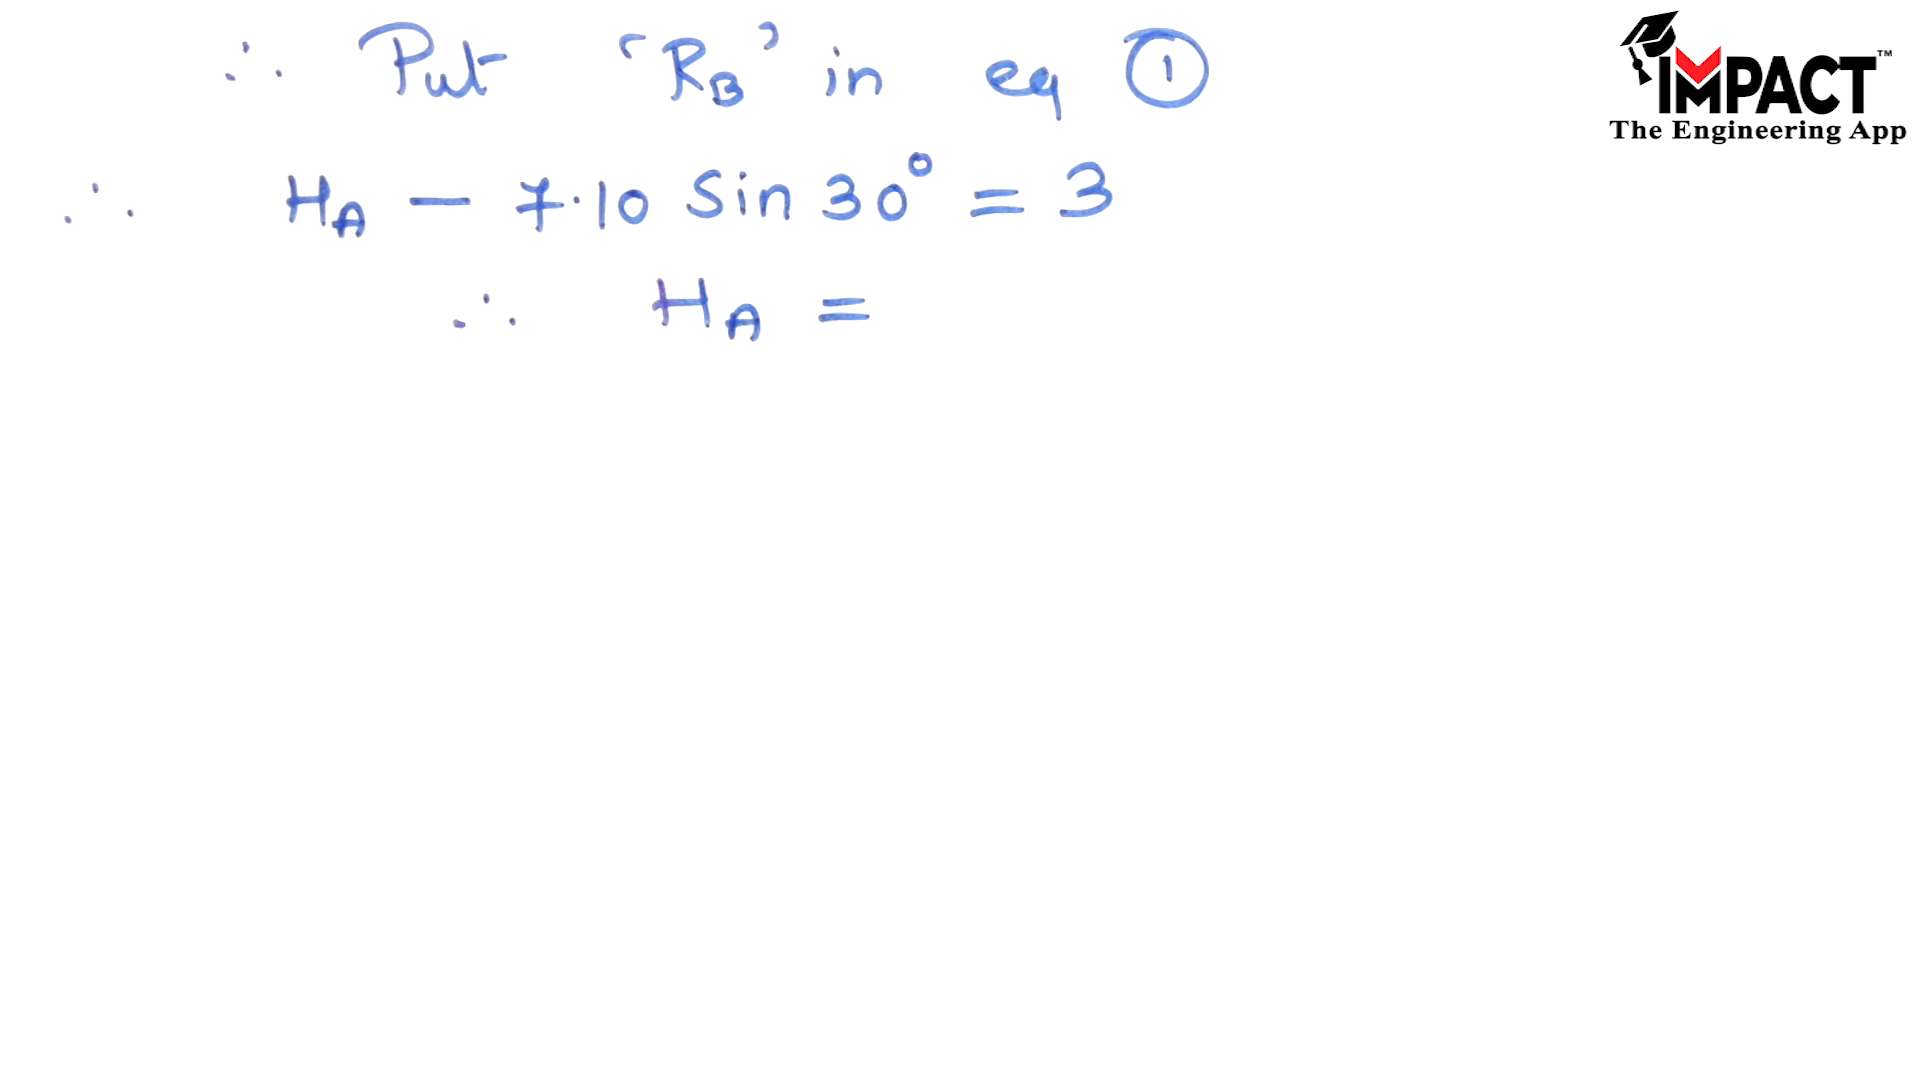 ∴ Put 'R_B' in eq ①
∴ H_A − 7·10 Sin 30° = 3
∴ H_A =
IMPACT™
The Engineering App